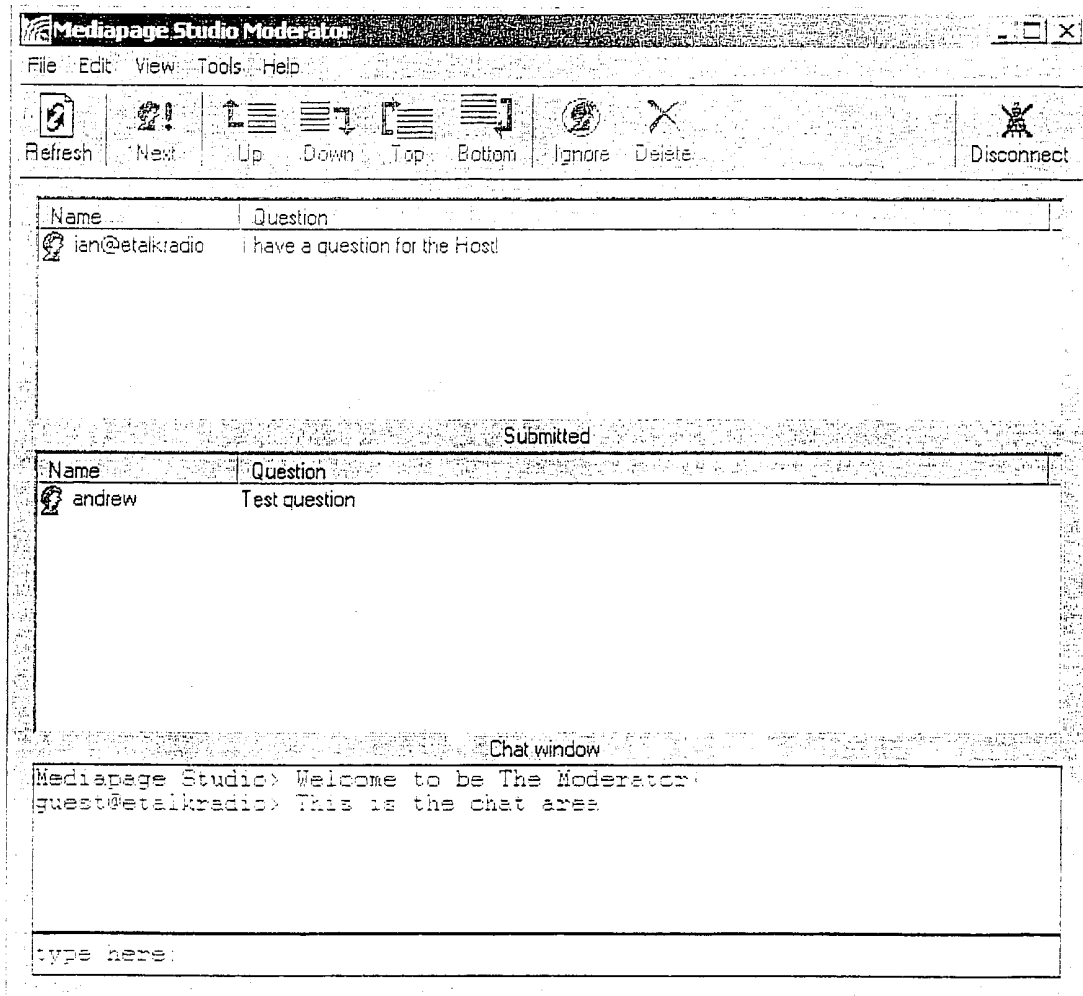 Mediapage Studio Moderator
File Edit View Tools Help
Refresh Next Up Down Top Bottom Ignore Delete Disconnect
Name Question
ian@etalkradio i have a question for the Host!
Submitted
Name Question
andrew Test question
Chat window
Mediapage Studio> Welcome to be The Moderator!
guest@etalkradio> This is the chat area
type here: